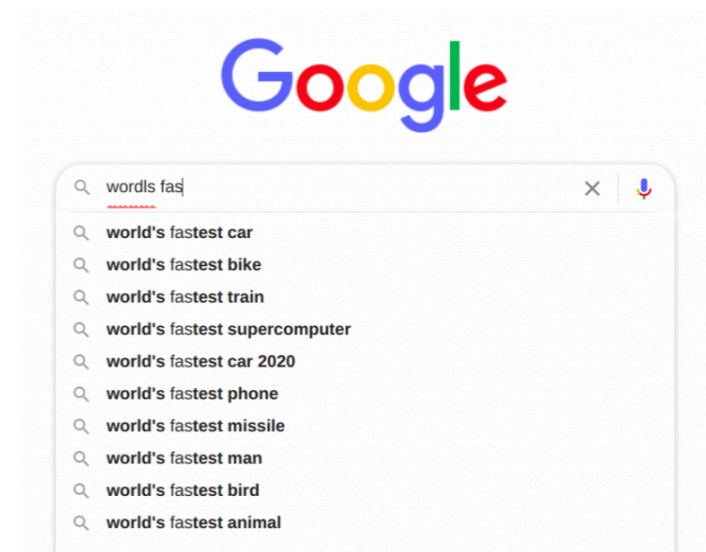 Google
wordls fas
world's fastest car
world's fastest bike
world's fastest train
world's fastest supercomputer
world's fastest car 2020
world's fastest phone
world's fastest missile
world's fastest man
world's fastest bird
world's fastest animal